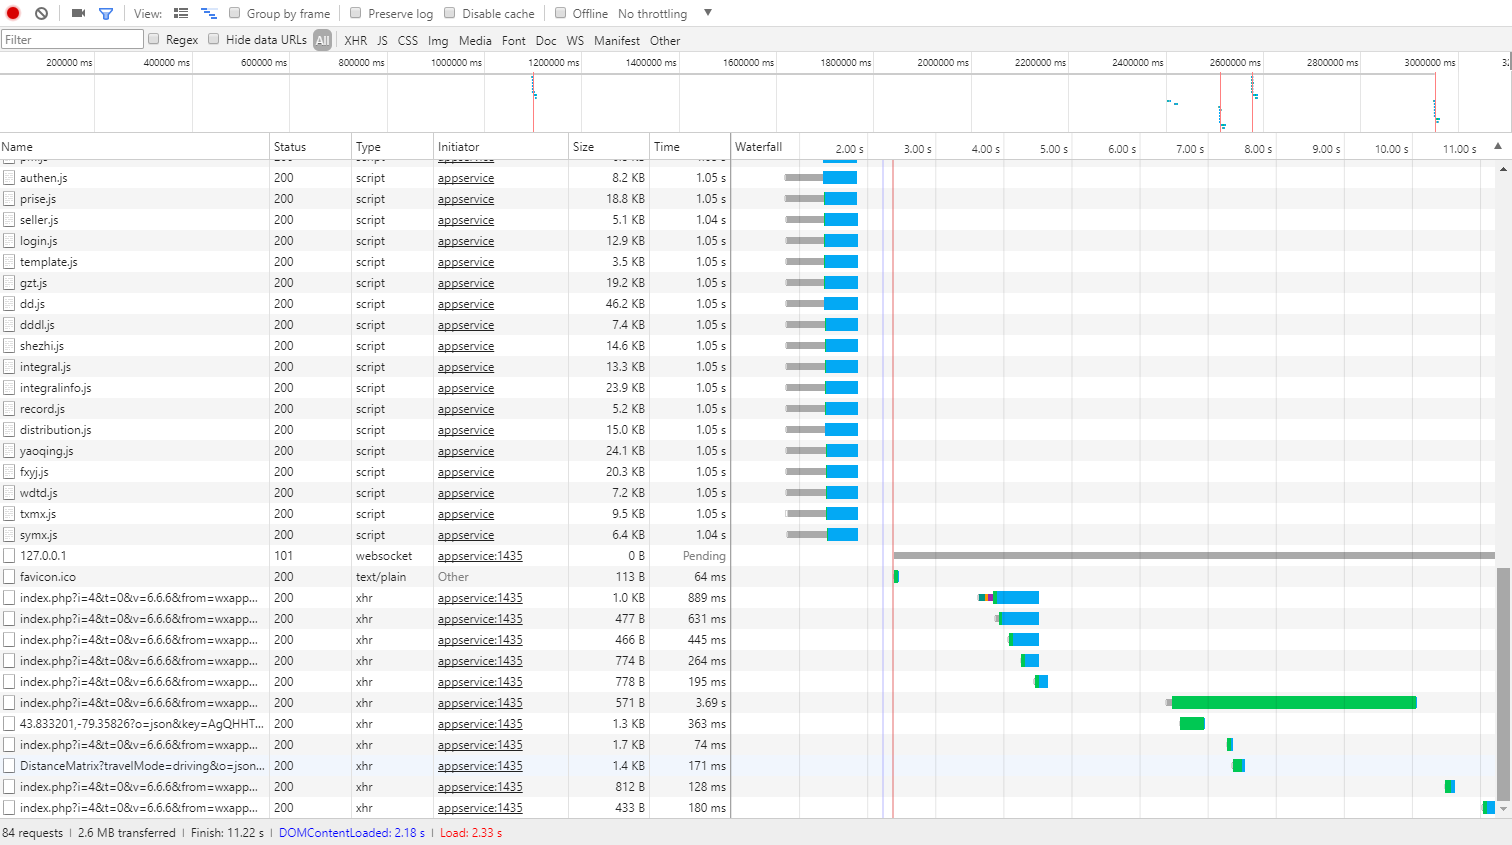 View: Group by frame Preserve log Disable cache Offline No throttling
Filter Regex Hide data URLs All XHR JS CSS Img Media Font Doc WS Manifest Other
200000 ms 400000 ms 600000 ms 800000 ms 1000000 ms 1200000 ms 1400000 ms 1600000 ms 1800000 ms 2000000 ms 2200000 ms 2400000 ms 2600000 ms 2800000 ms 3000000 ms
Name Status Type Initiator Size Time Waterfall 2.00 s 3.00 s 4.00 s 5.00 s 6.00 s 7.00 s 8.00 s 9.00 s 10.00 s 11.00 s
authen.js 200 script appservice 8.2 KB 1.05 s
prise.js 200 script appservice 18.8 KB 1.05 s
seller.js 200 script appservice 5.1 KB 1.04 s
login.js 200 script appservice 12.9 KB 1.05 s
template.js 200 script appservice 3.5 KB 1.05 s
gzt.js 200 script appservice 19.2 KB 1.05 s
dd.js 200 script appservice 46.2 KB 1.05 s
dddl.js 200 script appservice 7.4 KB 1.05 s
shezhi.js 200 script appservice 14.6 KB 1.05 s
integral.js 200 script appservice 13.3 KB 1.05 s
integralinfo.js 200 script appservice 23.9 KB 1.05 s
record.js 200 script appservice 5.2 KB 1.05 s
distribution.js 200 script appservice 15.0 KB 1.05 s
yaoqing.js 200 script appservice 24.1 KB 1.05 s
fxyj.js 200 script appservice 20.3 KB 1.05 s
wdtd.js 200 script appservice 7.2 KB 1.05 s
txmx.js 200 script appservice 9.5 KB 1.05 s
symx.js 200 script appservice 6.4 KB 1.04 s
127.0.0.1 101 websocket appservice:1435 0 B Pending
favicon.ico 200 text/plain Other 113 B 64 ms
index.php?i=4&t=0&v=6.6.6&from=wxapp... 200 xhr appservice:1435 1.0 KB 889 ms
index.php?i=4&t=0&v=6.6.6&from=wxapp... 200 xhr appservice:1435 477 B 631 ms
index.php?i=4&t=0&v=6.6.6&from=wxapp... 200 xhr appservice:1435 466 B 445 ms
index.php?i=4&t=0&v=6.6.6&from=wxapp... 200 xhr appservice:1435 774 B 264 ms
index.php?i=4&t=0&v=6.6.6&from=wxapp... 200 xhr appservice:1435 778 B 195 ms
index.php?i=4&t=0&v=6.6.6&from=wxapp... 200 xhr appservice:1435 571 B 3.69 s
43.833201,-79.35826?o=json&key=AgQHHT... 200 xhr appservice:1435 1.3 KB 363 ms
index.php?i=4&t=0&v=6.6.6&from=wxapp... 200 xhr appservice:1435 1.7 KB 74 ms
DistanceMatrix?travelMode=driving&o=json... 200 xhr appservice:1435 1.4 KB 171 ms
index.php?i=4&t=0&v=6.6.6&from=wxapp... 200 xhr appservice:1435 812 B 128 ms
index.php?i=4&t=0&v=6.6.6&from=wxapp... 200 xhr appservice:1435 433 B 180 ms
84 requests | 2.6 MB transferred | Finish: 11.22 s | DOMContentLoaded: 2.18 s | Load: 2.33 s